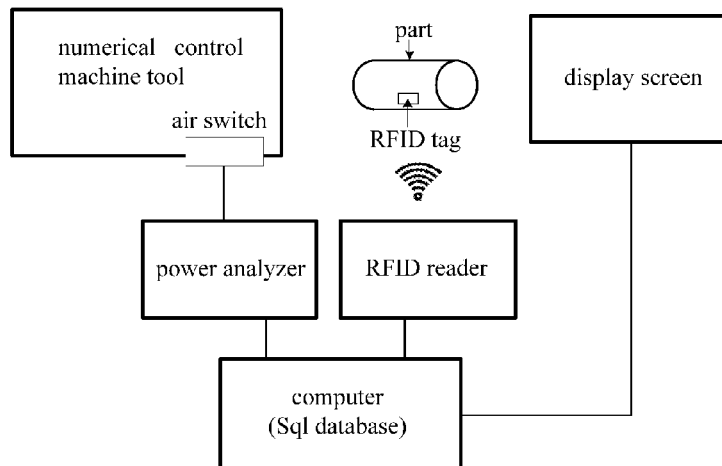 numerical control
machine tool
air switch
part
RFID tag
display screen
power analyzer
RFID reader
computer
(Sql database)